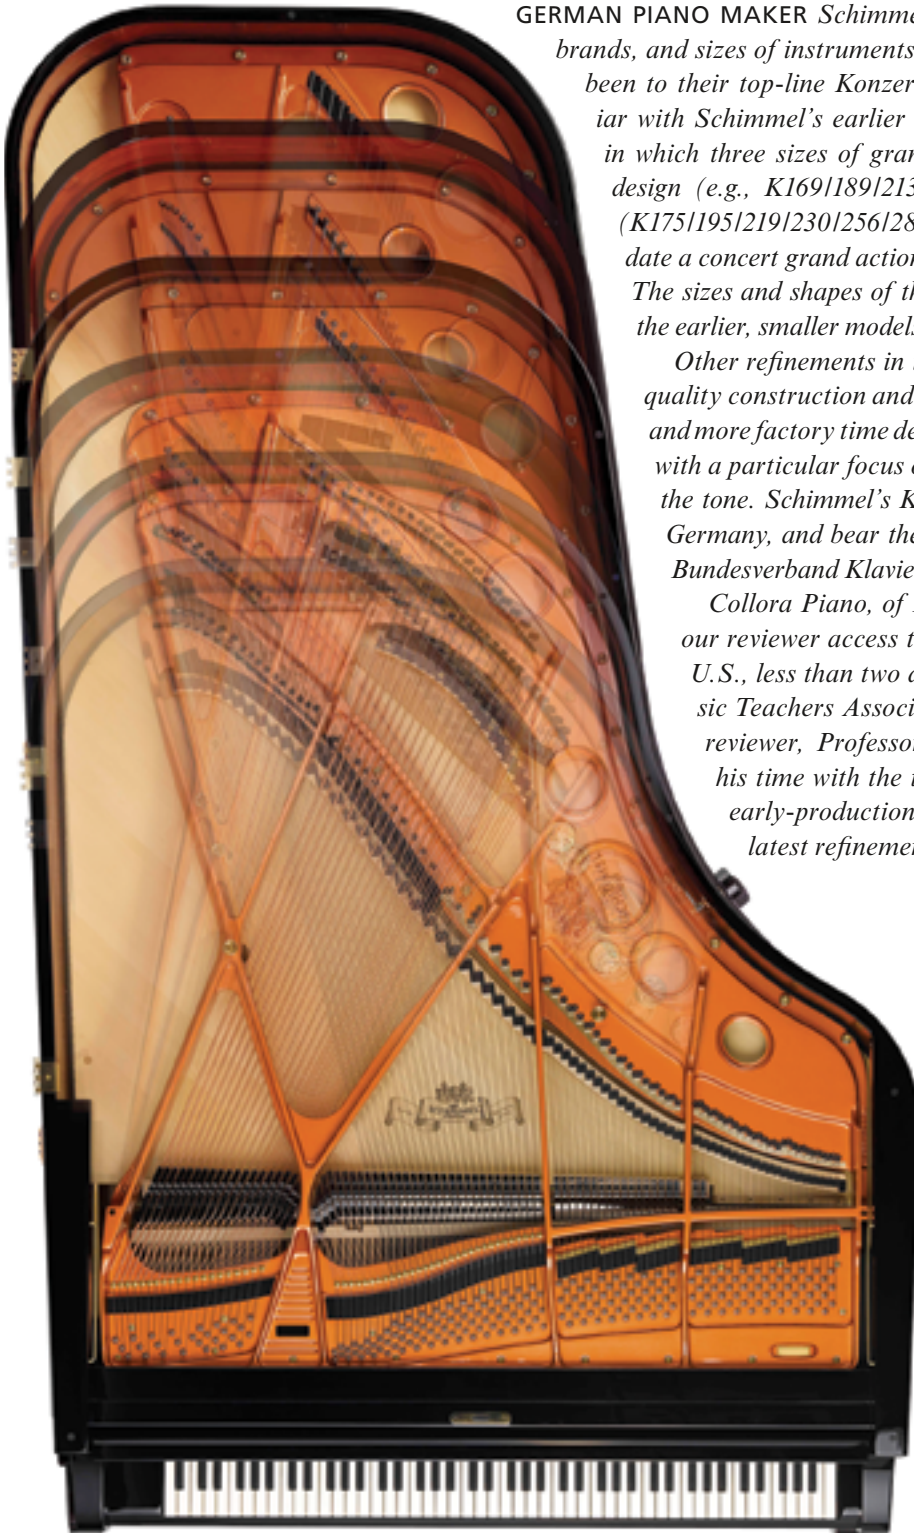 GERMAN PIANO MAKER Schimme
brands, and sizes of instruments
been to their top-line Konzer
iar with Schimmel's earlier
in which three sizes of gran
design (e.g., K169/189/213
(K175/195/219/230/256/28
date a concert grand action
The sizes and shapes of th
the earlier, smaller models
Other refinements in
quality construction and
and more factory time de
with a particular focus o
the tone. Schimmel's K
Germany, and bear the
Bundesverband Klavie
Collora Piano, of
our reviewer access t
U.S., less than two
sic Teachers Associ
reviewer, Professor
his time with the
early-production
latest refinemen